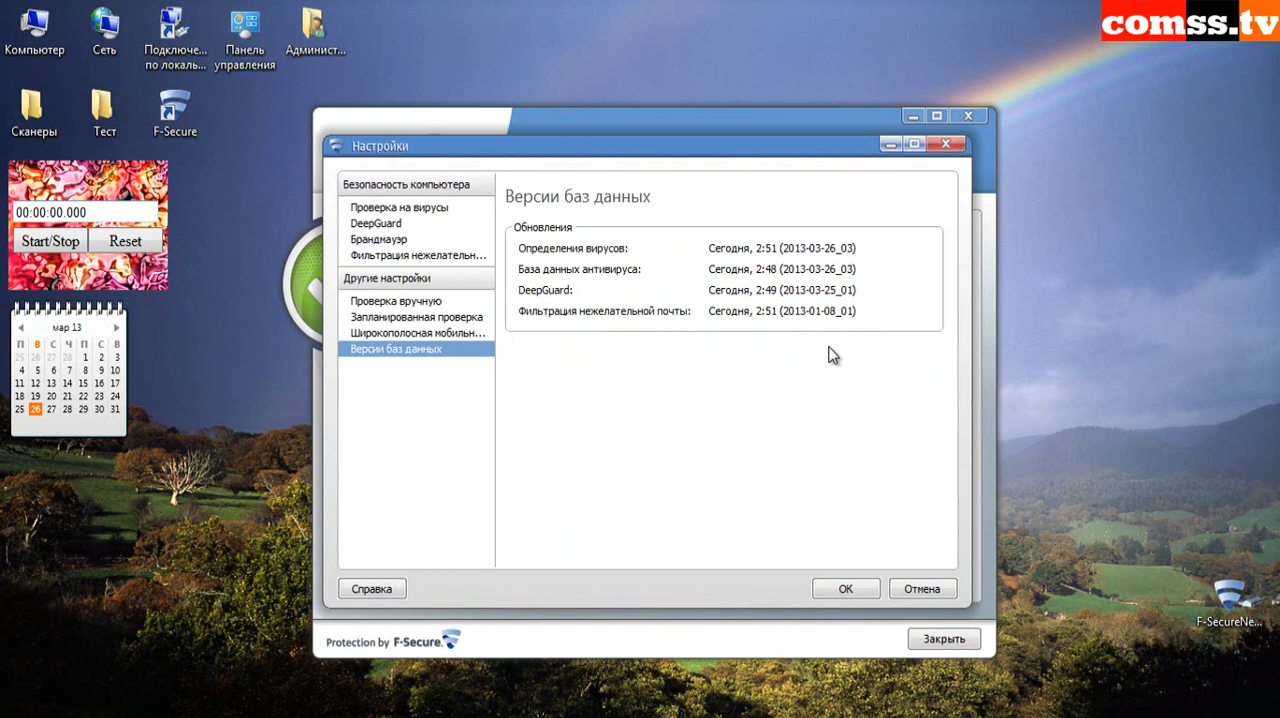 comss.tv
Компьютер
Сеть
Подключе...
по локаль...
Панель
управления
Админист...
Сканеры
Тест
F-Secure
00:00:00.000
Start/Stop
Reset
мар 13
П В С Ч П С В
25 26 27 28 1 2 3
4 5 6 7 8 9 10
11 12 13 14 15 16 17
18 19 20 21 22 23 24
25 26 27 28 29 30 31
Настройки
Безопасность компьютера
Проверка на вирусы
DeepGuard
Брандмауэр
Фильтрация нежелательн...
Другие настройки
Проверка вручную
Запланированная проверка
Широкополосная мобильн...
Версии баз данных
Версии баз данных
Обновления
Определения вирусов: Сегодня, 2:51 (2013-03-26_03)
База данных антивируса: Сегодня, 2:48 (2013-03-26_03)
DeepGuard: Сегодня, 2:49 (2013-03-25_01)
Фильтрация нежелательной почты: Сегодня, 2:51 (2013-01-08_01)
Справка
OK
Отмена
Protection by F-Secure.
Закрыть
F-SecureNe...